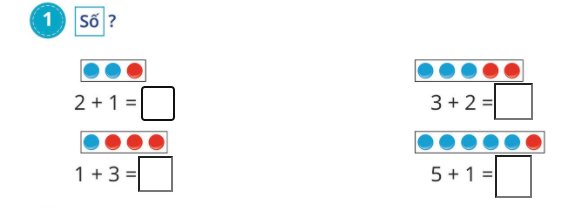 1 Số ?
2 + 1 =
3 + 2 =
1 + 3 =
5 + 1 =